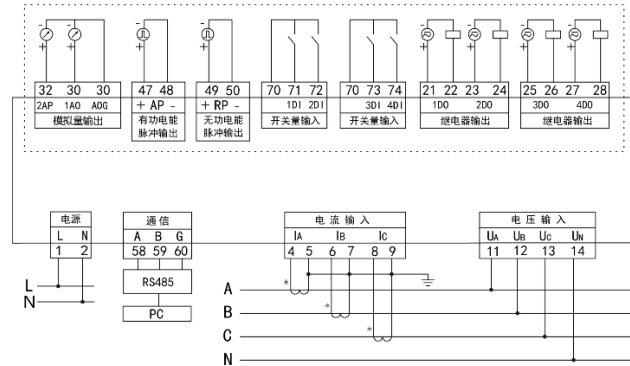 - - - - + + + +
+ + + +
32 30 30 47 48 49 50 70 71 72 70 73 74 21 22 23 24 25 26 27 28
2AP 1AO AOG + AP - + RP - 1DI 2DI 3DI 4DI 1DO 2DO 3DO 4DO
模拟量输出 有功电能 无功电能 开关量输入 开关量输入 继电器输出 继电器输出
脉冲输出 脉冲输出
电源 通信 电流输入 电压输入
L N A B G IA IB IC UA UB UC UN
1 2 58 59 60 4 5 6 7 8 9 11 12 13 14
RS485
L
N
PC
* A
* B
* C
N